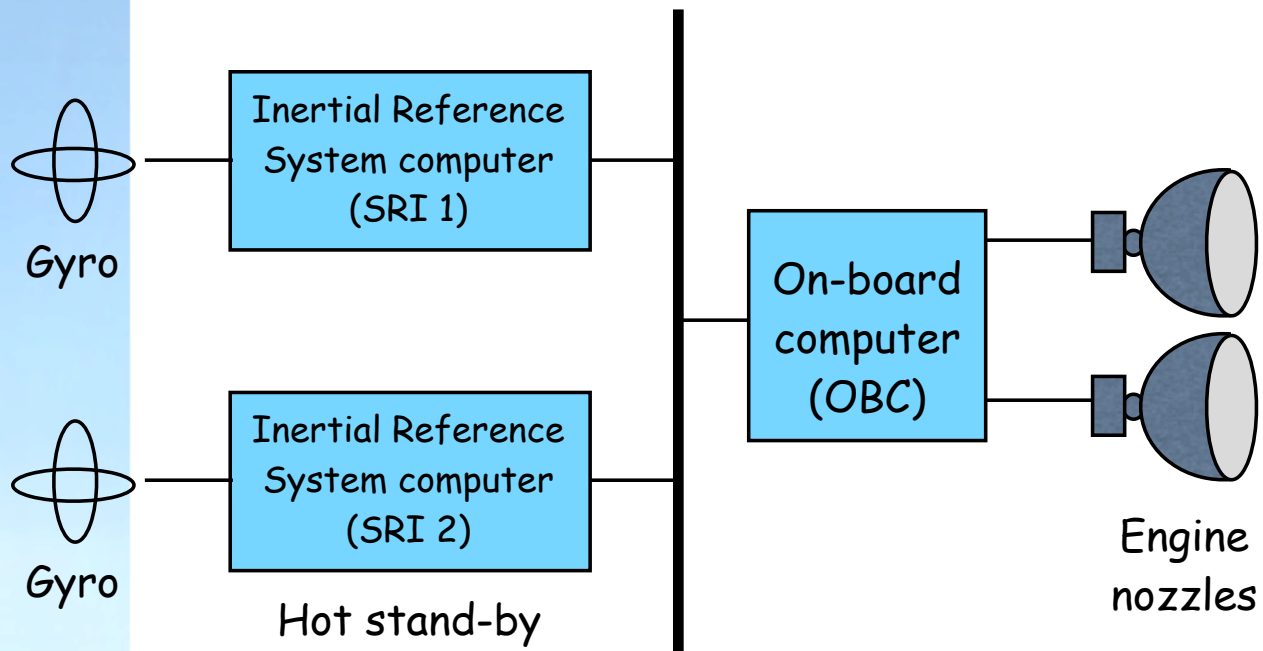 Gyro
Inertial Reference
System computer
(SRI 1)
Gyro
Inertial Reference
System computer
(SRI 2)
Hot stand-by
On-board
computer
(OBC)
Engine
nozzles